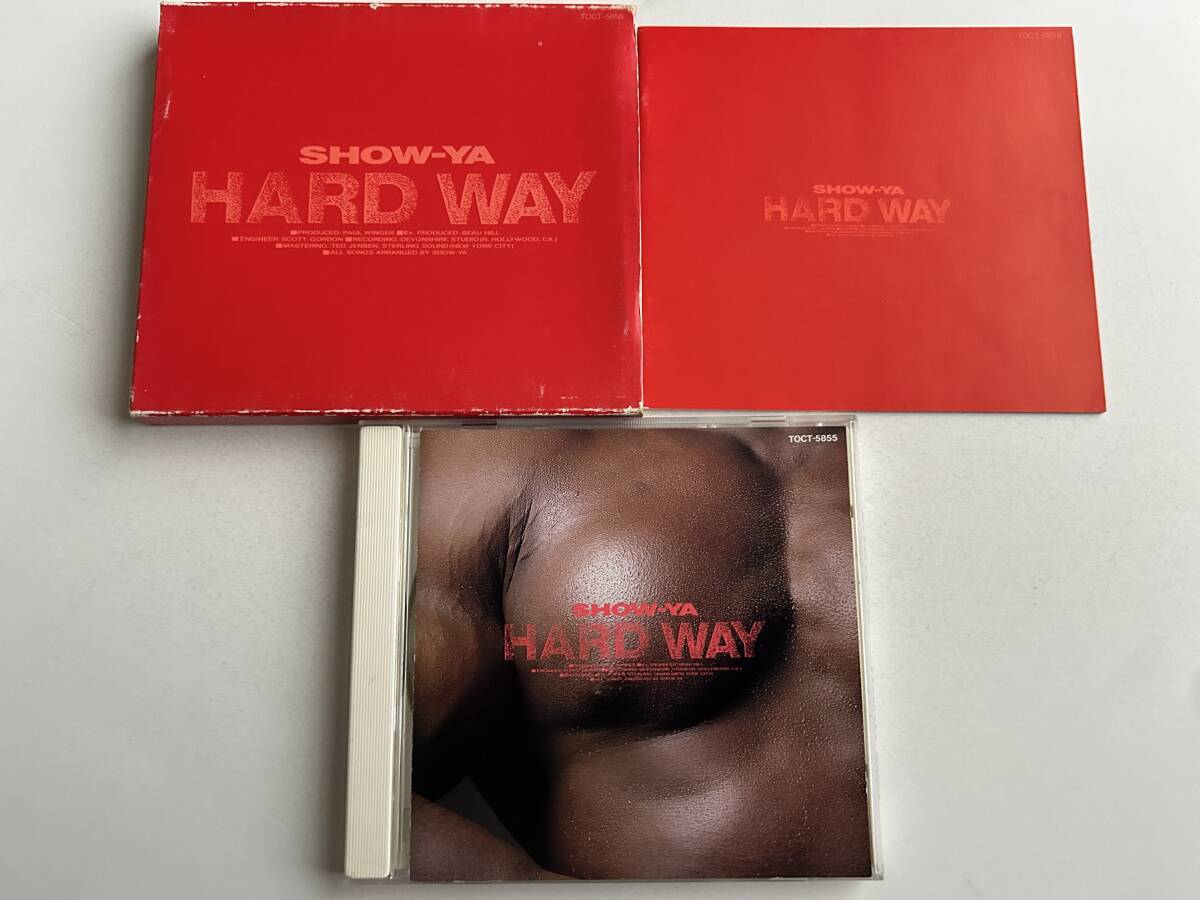 TOCT-5855
SHOW-YA
HARD WAY
■PRODUCED: PAUL WINGER ■Ex. PRODUCED: BEAU HILL
■ENGINEER: SCOTT GORDON ■RECORDING: DEVONSHIRE STUDIO (N. HOLLYWOOD, CA.)
■MASTERING: TED JENSEN, STERLING SOUND (NEW YORK CITY)
■ALL SONGS ARRANGED BY SHOW-YA
TOCT-5855
SHOW-YA
HARD WAY
TOCT-5855
SHOW-YA
HARD WAY